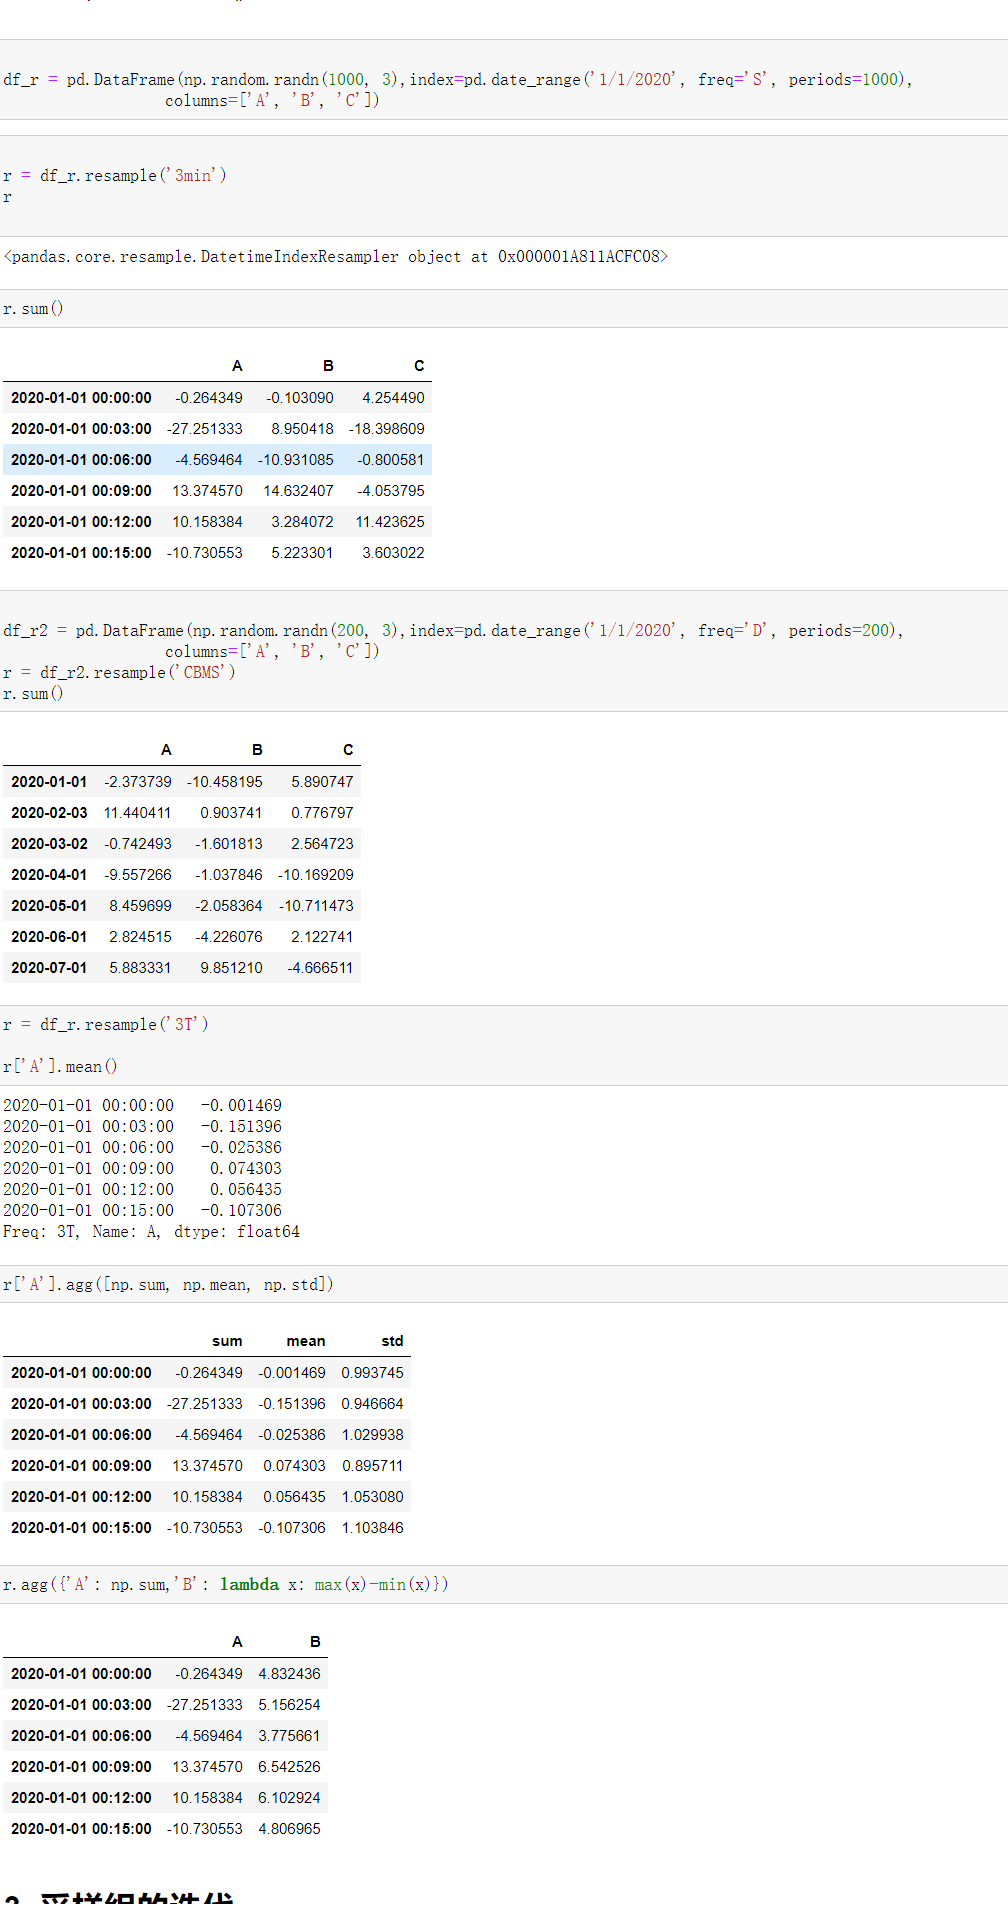 df_r = pd.DataFrame(np.random.randn(1000, 3),index=pd.date_range('1/1/2020', freq='S', periods=1000),
columns=['A', 'B', 'C'])
r = df_r.resample('3min')
r
<pandas.core.resample.DatetimeIndexResampler object at 0x000001A811ACFC08>
r.sum()
A B C
2020-01-01 00:00:00 -0.264349 -0.103090 4.254490
2020-01-01 00:03:00 -27.251333 8.950418 -18.398609
2020-01-01 00:06:00 -4.569464 -10.931085 -0.800581
2020-01-01 00:09:00 13.374570 14.632407 -4.053795
2020-01-01 00:12:00 10.158384 3.284072 11.423625
2020-01-01 00:15:00 -10.730553 5.223301 3.603022
df_r2 = pd.DataFrame(np.random.randn(200, 3),index=pd.date_range('1/1/2020', freq='D', periods=200),
columns=['A', 'B', 'C'])
r = df_r2.resample('CBMS')
r.sum()
A B C
2020-01-01 -2.373739 -10.458195 5.890747
2020-02-03 11.440411 0.903741 0.776797
2020-03-02 -0.742493 -1.601813 2.564723
2020-04-01 -9.557266 -1.037846 -10.169209
2020-05-01 8.459699 -2.058364 -10.711473
2020-06-01 2.824515 -4.226076 2.122741
2020-07-01 5.883331 9.851210 -4.666511
r = df_r.resample('3T')
r['A'].mean()
2020-01-01 00:00:00 -0.001469
2020-01-01 00:03:00 -0.151396
2020-01-01 00:06:00 -0.025386
2020-01-01 00:09:00 0.074303
2020-01-01 00:12:00 0.056435
2020-01-01 00:15:00 -0.107306
Freq: 3T, Name: A, dtype: float64
r['A'].agg([np.sum, np.mean, np.std])
sum mean std
2020-01-01 00:00:00 -0.264349 -0.001469 0.993745
2020-01-01 00:03:00 -27.251333 -0.151396 0.946664
2020-01-01 00:06:00 -4.569464 -0.025386 1.029938
2020-01-01 00:09:00 13.374570 0.074303 0.895711
2020-01-01 00:12:00 10.158384 0.056435 1.053080
2020-01-01 00:15:00 -10.730553 -0.107306 1.103846
r.agg({'A': np.sum,'B': lambda x: max(x)-min(x)})
A B
2020-01-01 00:00:00 -0.264349 4.832436
2020-01-01 00:03:00 -27.251333 5.156254
2020-01-01 00:06:00 -4.569464 3.775661
2020-01-01 00:09:00 13.374570 6.542526
2020-01-01 00:12:00 10.158384 6.102924
2020-01-01 00:15:00 -10.730553 4.806965